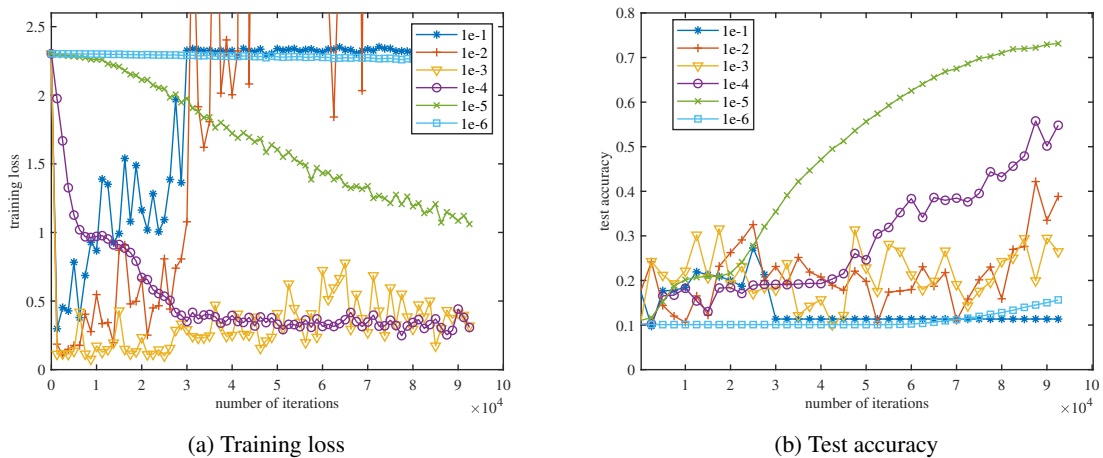 2.5
2
1.5
1
0.5
0
training loss
1e-1
1e-2
1e-3
1e-4
1e-5
1e-6
0 1 2 3 4 5 6 7 8 9 10
number of iterations
×10⁴
(a) Training loss
0.8
0.7
0.6
0.5
0.4
0.3
0.2
0.1
0
test accuracy
1e-1
1e-2
1e-3
1e-4
1e-5
1e-6
1 2 3 4 5 6 7 8 9 10
number of iterations
×10⁴
(b) Test accuracy